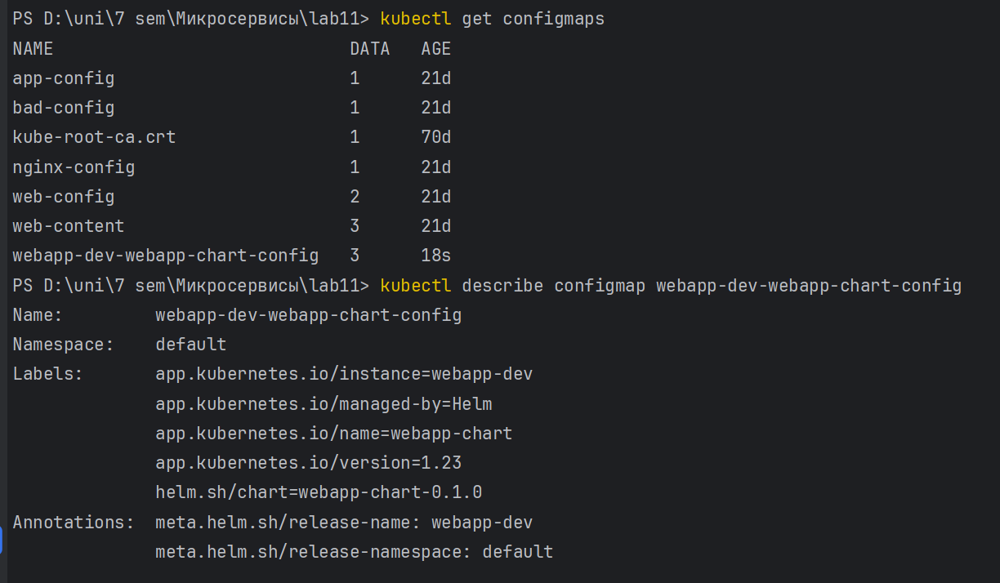 PS D:\uni\7 sem\Микросервисы\lab11> kubectl get configmaps
NAME                             DATA   AGE
app-config                       1      21d
bad-config                       1      21d
kube-root-ca.crt                 1      70d
nginx-config                     1      21d
web-config                       2      21d
web-content                      3      21d
webapp-dev-webapp-chart-config   3      18s
PS D:\uni\7 sem\Микросервисы\lab11> kubectl describe configmap webapp-dev-webapp-chart-config
Name:         webapp-dev-webapp-chart-config
Namespace:    default
Labels:       app.kubernetes.io/instance=webapp-dev
              app.kubernetes.io/managed-by=Helm
              app.kubernetes.io/name=webapp-chart
              app.kubernetes.io/version=1.23
              helm.sh/chart=webapp-chart-0.1.0
Annotations:  meta.helm.sh/release-name: webapp-dev
              meta.helm.sh/release-namespace: default